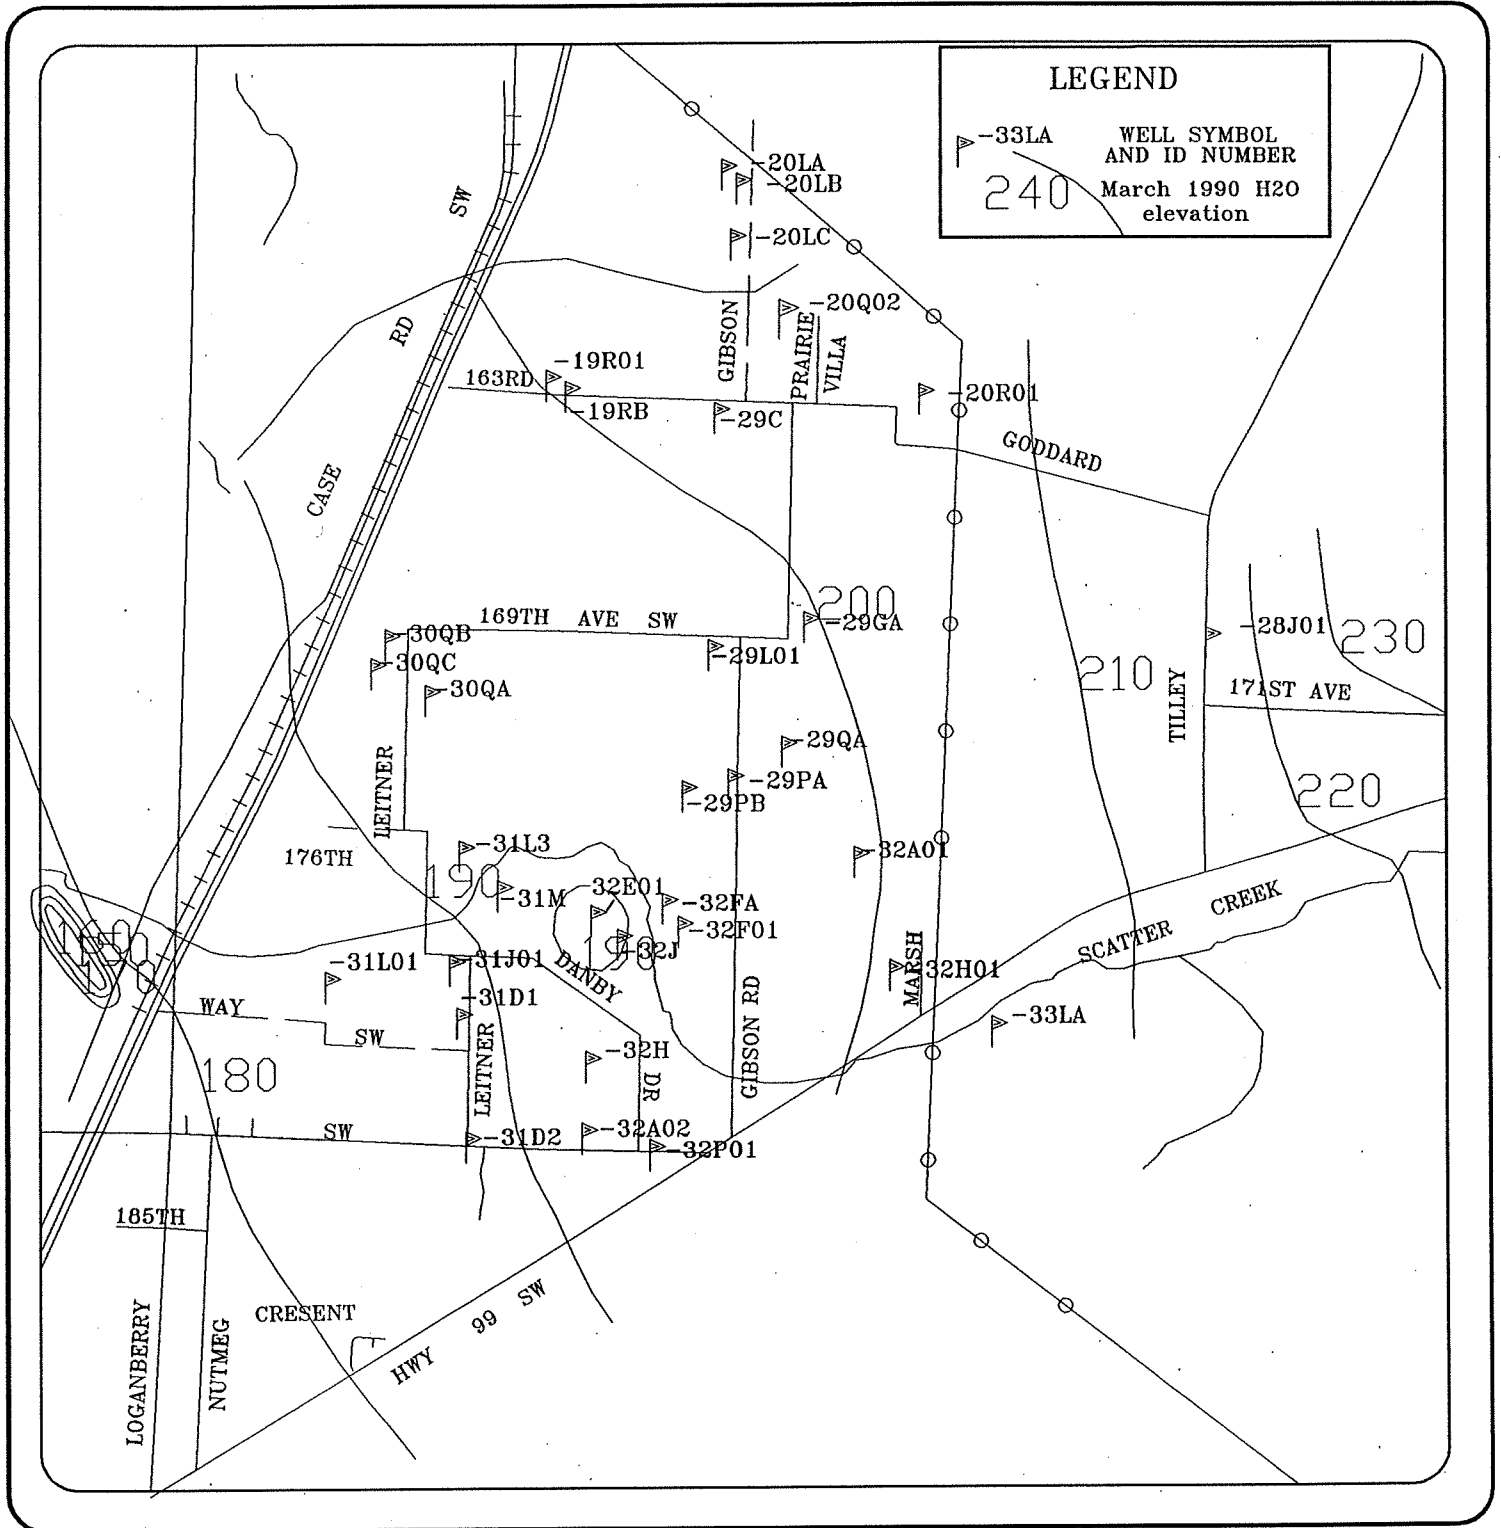 LEGEND
-33LA
WELL SYMBOL
AND ID NUMBER
240
March 1990 H2O
elevation
-20LA
-20LB
SW
-20LC
-20Q02
GIBSON
PRAIRIE
VILLA
RD
-19R01
163RD
-19RB
-29C
-20R01
GODDARD
CASE
200
169TH AVE SW
-29GA
-28J01
230
-30QB
-30QC
-29L01
-30QA
210
171ST AVE
TILLEY
-29QA
LEITNER
-29PA
-29PB
220
-31L3
176TH
-32A01
190
-31M
32E01
-32FA
CREEK
-32F01
SCATTER
-32J
-31L01
-31J01
DANBY
MARSH
-32H01
-31D1
WAY
SW
-33LA
LEITNER
GIBSON RD
-32H
DR
180
SW
-31D2
-32A02
-32P01
185TH
CRESENT
99 SW
HWY
LOGANBERRY
NUTMEG